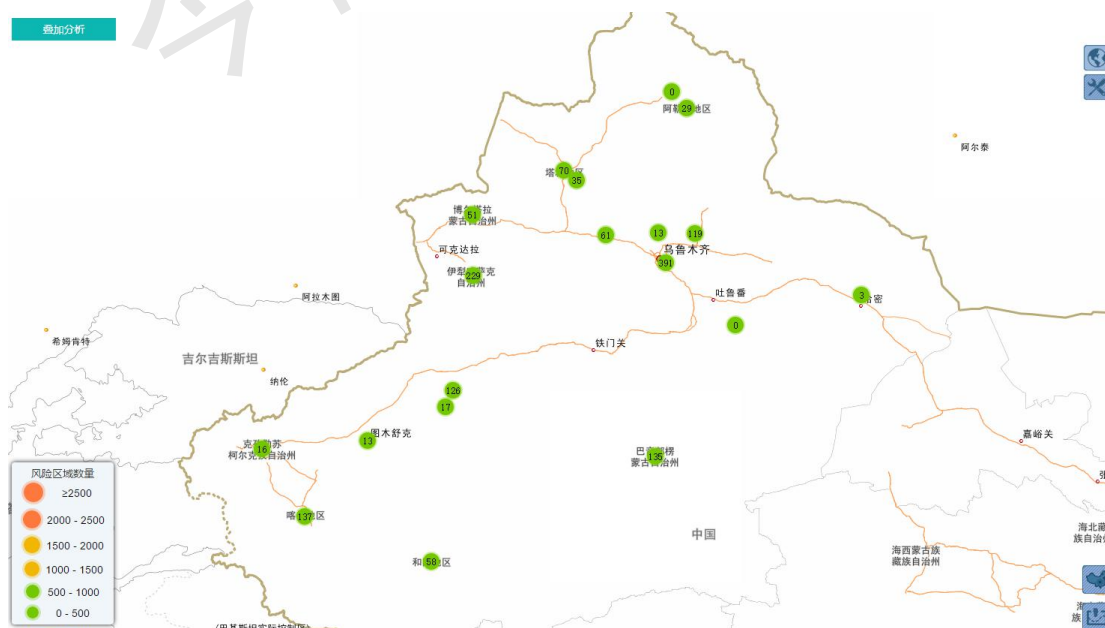 叠加分析
0
29
阿勒 地区
阿尔泰
70
塔 区
35
51
博尔塔拉
蒙古自治州
61
13
119
可克达拉
乌鲁木齐
391
伊犁哈萨克
自治州
229
阿拉木图
吐鲁番
3
哈密
0
希姆肯特
铁门关
吉尔吉斯斯坦
纳伦
126
17
图木舒克
13
嘉峪关
克孜勒苏
柯尔克孜自治州
16
巴音郭楞
蒙古自治州
135
张
喀 地区
137
中国
海北藏
族自治州
海西蒙古族
藏族自治州
和 地区
58
风险区域数量
≥2500
2000 - 2500
1500 - 2000
1000 - 1500
500 - 1000
0 - 500